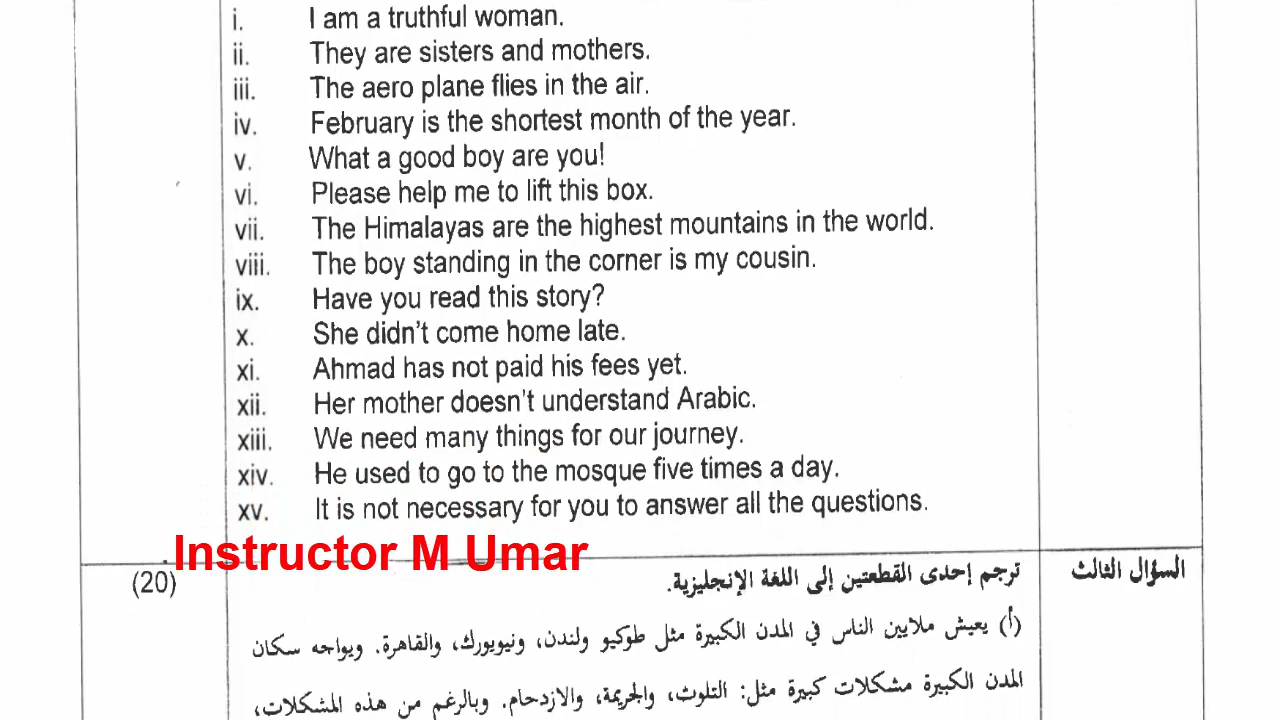 i. I am a truthful woman.
ii. They are sisters and mothers.
iii. The aero plane flies in the air.
iv. February is the shortest month of the year.
v. What a good boy are you!
vi. Please help me to lift this box.
vii. The Himalayas are the highest mountains in the world.
viii. The boy standing in the corner is my cousin.
ix. Have you read this story?
x. She didn't come home late.
xi. Ahmad has not paid his fees yet.
xii. Her mother doesn't understand Arabic.
xiii. We need many things for our journey.
xiv. He used to go to the mosque five times a day.
xv. It is not necessary for you to answer all the questions.
.Instructor M Umar
السؤال الثالث ترجم إحدى القطعتين إلى اللغة الإنجليزية. (20)
(أ) يعيش ملايين الناس في المدن الكبيرة مثل طوكيو ولندن، ونيويورك، والقاهرة. ويواجه سكان
المدن الكبيرة مشكلات كبيرة مثل: التلوث، والجريمة، والازدحام. وبالرغم من هذه المشكلات،